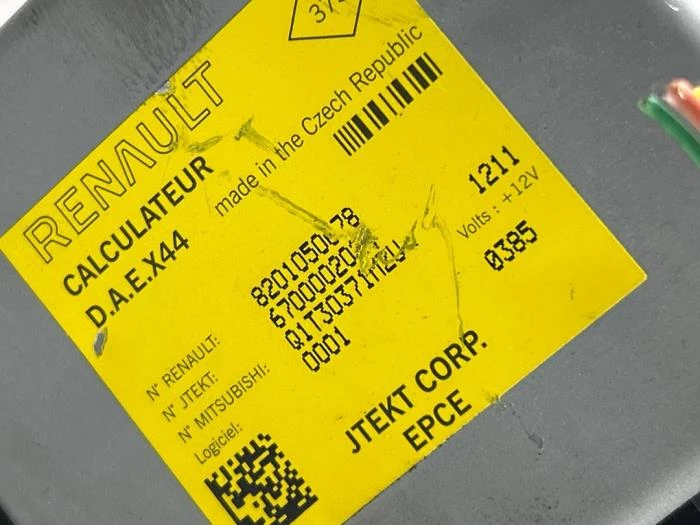 RENAULT
CALCULATEUR
D.A.E.X44
made in the Czech Republic
N° RENAULT:
N° JTEKT:
N° MITSUBISHI: Q1T30371M2U
Logiciel: 0001
1211
Volts : +12V
0385
JTEKT CORP.
EPCE